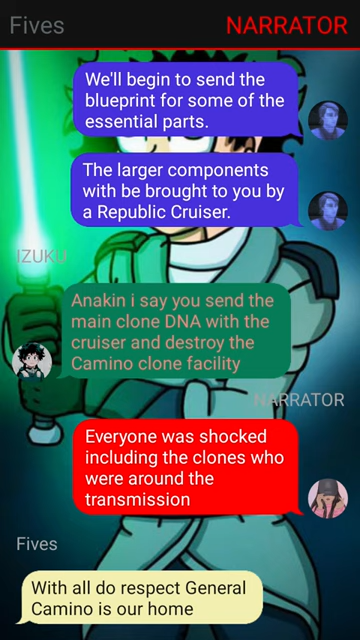 Fives NARRATOR
We'll begin to send the
blueprint for some of the
essential parts.
The larger components
with be brought to you by
a Republic Cruiser.
IZUKU
Anakin i say you send the
main clone DNA with the
cruiser and destroy the
Camino clone facility
NARRATOR
Everyone was shocked
including the clones who
were around the
transmission
Fives
With all do respect General
Camino is our home